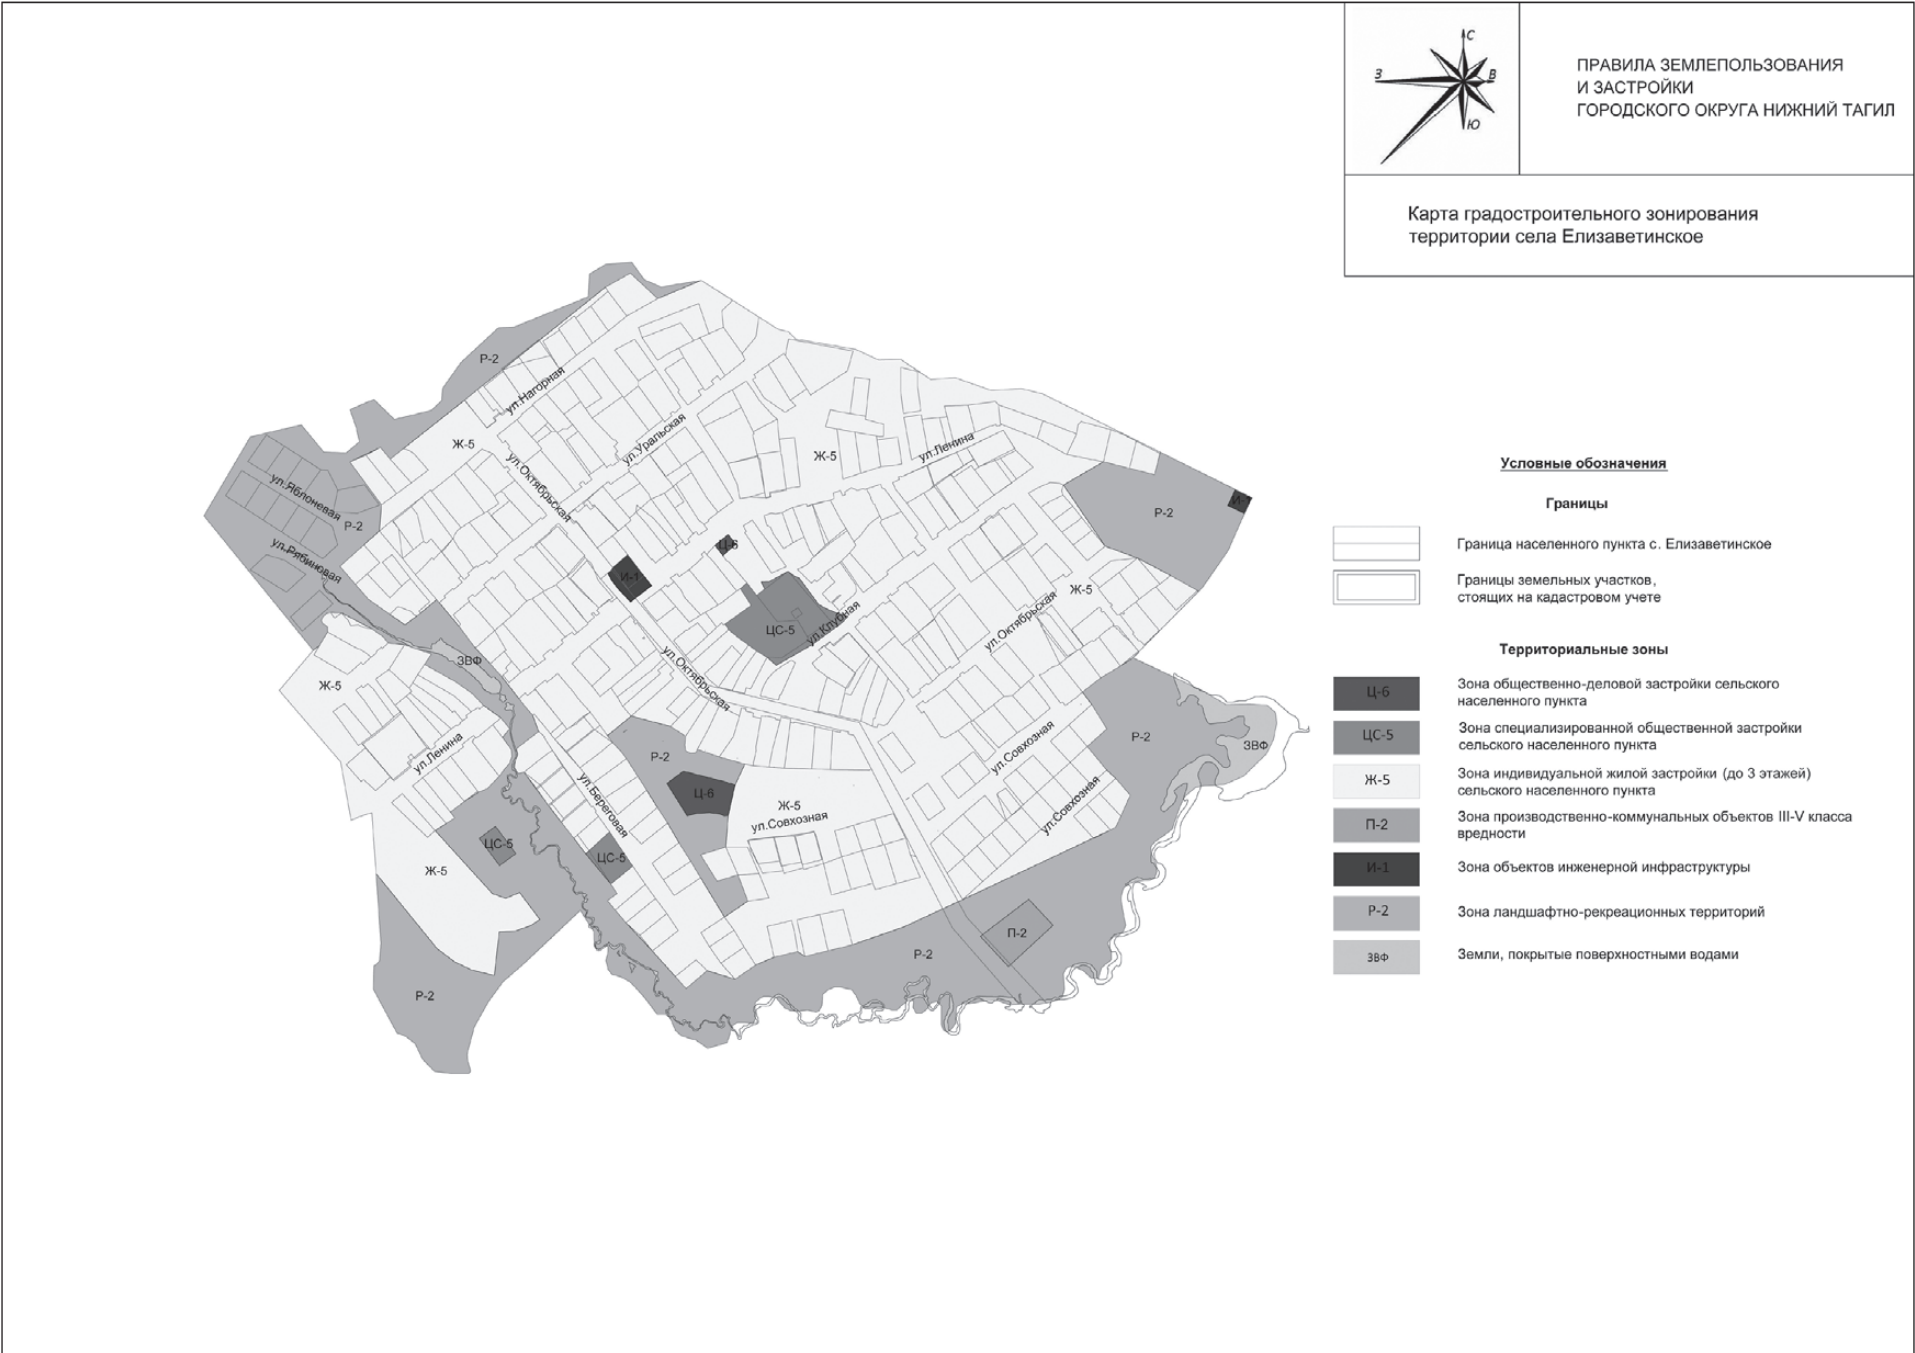 С
З
В
Ю
ПРАВИЛА ЗЕМЛЕПОЛЬЗОВАНИЯ
И ЗАСТРОЙКИ
ГОРОДСКОГО ОКРУГА НИЖНИЙ ТАГИЛ
Карта градостроительного зонирования
территории села Елизаветинское
Р-2
ул.Нагорная
Ж-5
ул.Уральская
ул.Октябрьская
Ж-5
ул.Ленина
ул.Яблоневая
Р-2
ул.Рябиновая
Р-2
И-1
Ц-6
И-1
ЦС-5
ул.Клубная
Ж-5
ул.Октябрьская
ЗВФ
Ж-5
ул.Октябрьская
ул.Ленина
Р-2
Р-2
ЗВФ
ул.Совхозная
Ц-6
Ж-5
ул.Совхозная
ул.Совхозная
ул.Береговая
ЦС-5
ЦС-5
Ж-5
П-2
Р-2
Р-2
Условные обозначения
Границы
Граница населенного пункта с. Елизаветинское
Границы земельных участков,
стоящих на кадастровом учете
Территориальные зоны
Ц-6
Зона общественно-деловой застройки сельского
населенного пункта
ЦС-5
Зона специализированной общественной застройки
сельского населенного пункта
Ж-5
Зона индивидуальной жилой застройки (до 3 этажей)
сельского населенного пункта
П-2
Зона производственно-коммунальных объектов III-V класса
вредности
И-1
Зона объектов инженерной инфраструктуры
Р-2
Зона ландшафтно-рекреационных территорий
ЗВФ
Земли, покрытые поверхностными водами